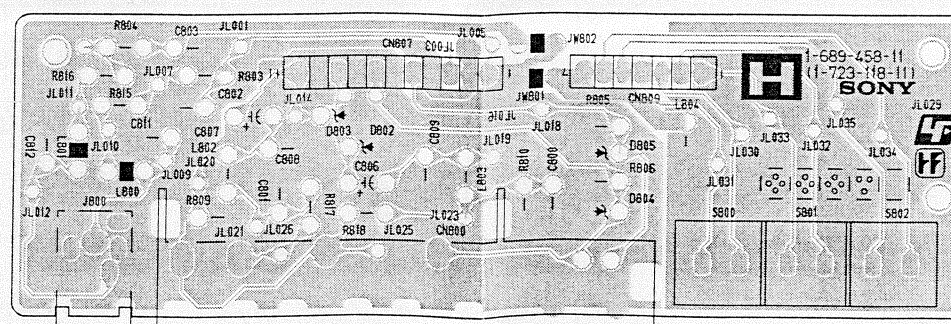 R804 C803 JL001 JL005 JW802
CN807 JF003
R816 JL007 R803
JL011 R815 C802 JL014
1-689-458-11
(1-723-118-11)
H SONY
JW801 R805 CN809 L804
JL016 JL025
C811 C807 D803 D802 C809 JL018 JL033 JL035
C812 L801 JL010 L802 C808 JL019 D805 JL030 JL034
JL020 C806 R810 C800 R806
L800 JL009 C801 L803 JL031
JL012 J800 R809 R817 JL023 D804 S800 S801 S802
JL021 JL026 R818 JL025 CN800